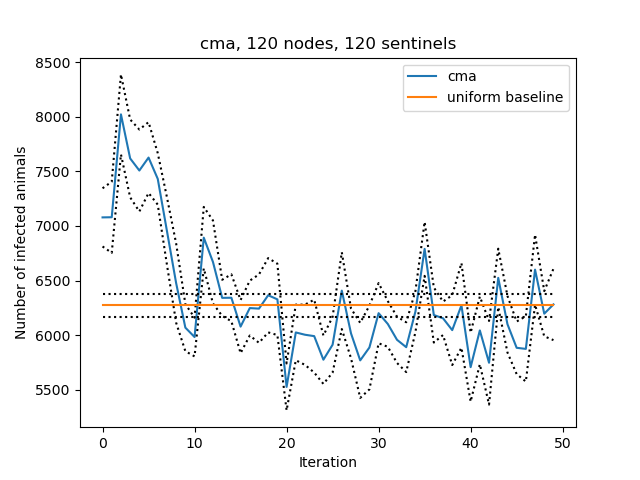 cma, 120 nodes, 120 sentinels
cma
uniform baseline
Number of infected animals
8500
8000
7500
7000
6500
6000
5500
0 10 20 30 40 50
Iteration